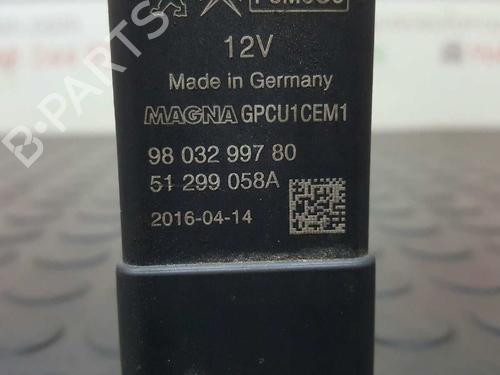 12V
Made in Germany
MAGNA GPCU1CEM1
98 032 997 80
51 299 058A
2016-04-14